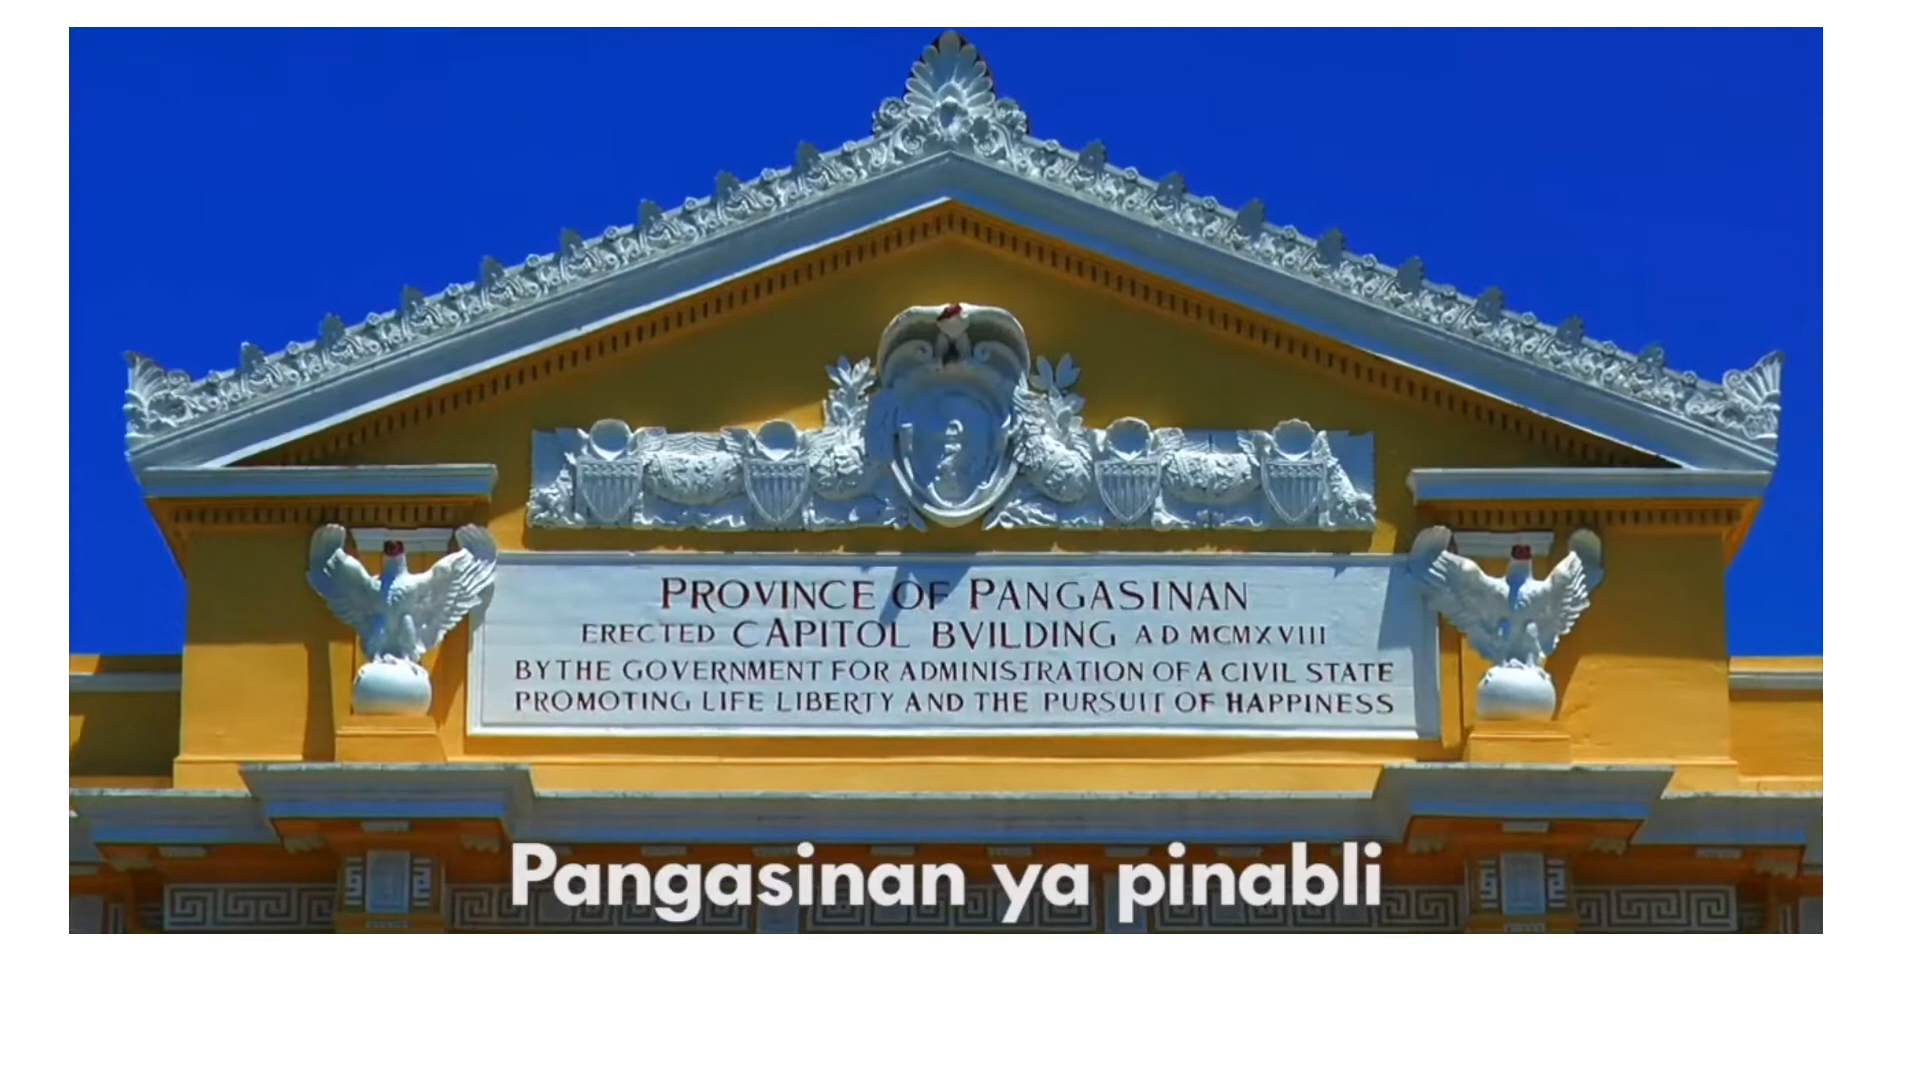 PROVINCE OF PANGASINAN
ERECTED CAPITOL BVILDING A D MCMXVIII
BY THE GOVERNMENT FOR ADMINISTRATION OF A CIVIL STATE
PROMOTING LIFE LIBERTY AND THE PURSUIT OF HAPPINESS
Pangasinan ya pinabli